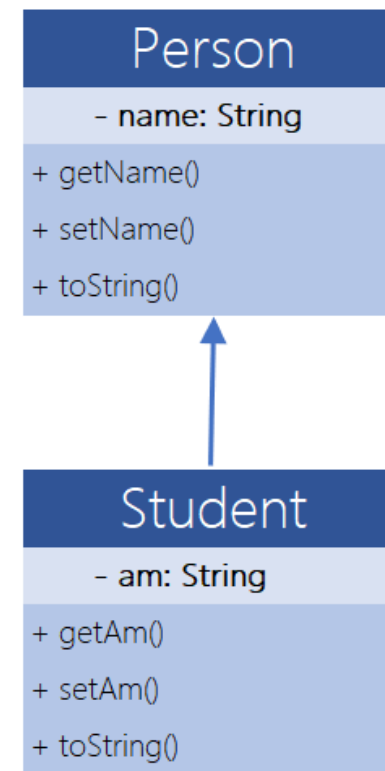 Person
- name: String
+ getName()
+ setName()
+ toString()
Student
- am: String
+ getAm()
+ setAm()
+ toString()